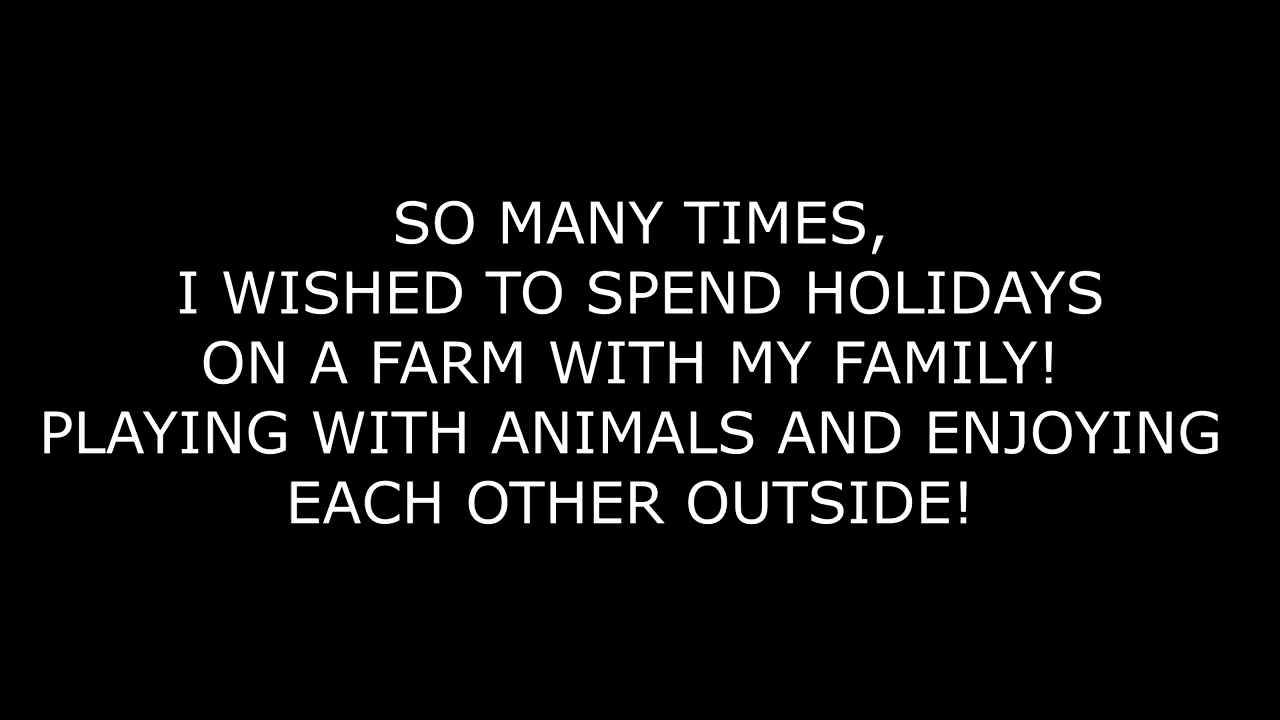 SO MANY TIMES,
I WISHED TO SPEND HOLIDAYS
ON A FARM WITH MY FAMILY!
PLAYING WITH ANIMALS AND ENJOYING
EACH OTHER OUTSIDE!